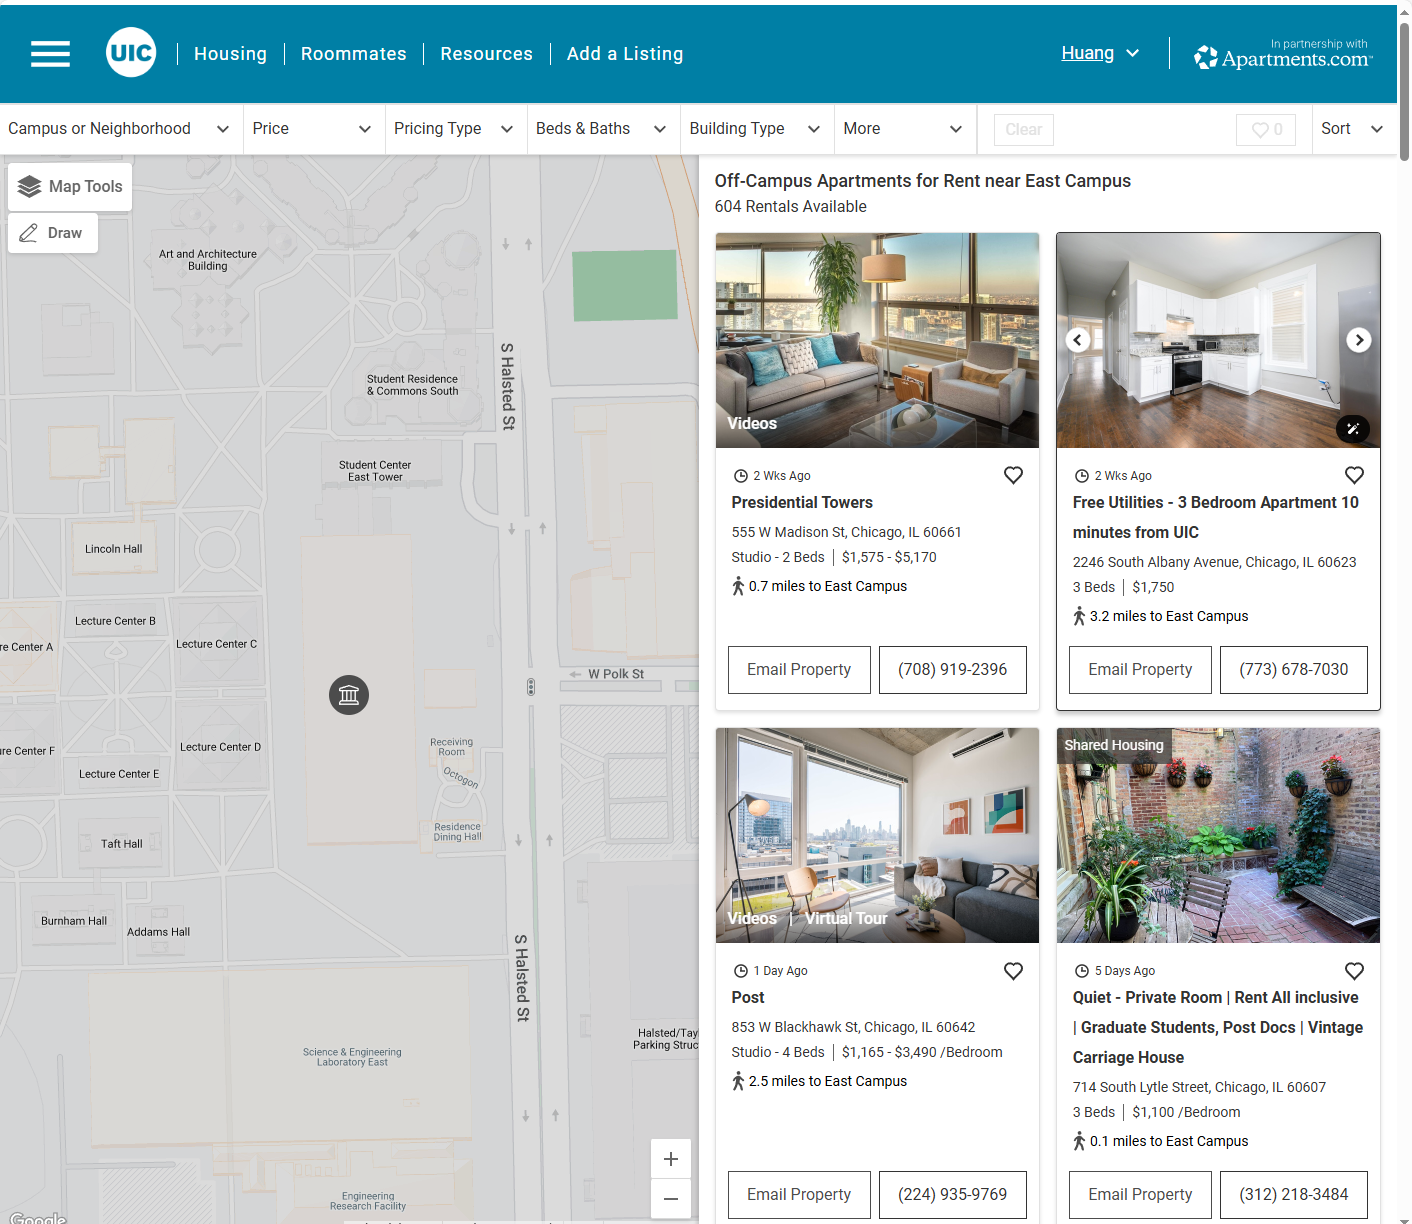 UIC
Housing
Roommates
Resources
Add a Listing
Huang
In partnership with
Apartments.com
Campus or Neighborhood
Price
Pricing Type
Beds & Baths
Building Type
More
Clear
0
Sort
Map Tools
Draw
Art and Architecture
Building
Student Residence
& Commons South
S Halsted St
Student Center
East Tower
Lincoln Hall
Lecture Center B
Lecture Center C
re Center A
W Polk St
re Center F
Lecture Center D
Lecture Center E
Receiving
Room
Octogon
Residence
Dining Hall
Taft Hall
Burnham Hall
Addams Hall
S Halsted St
Halsted/Tay
Parking Struc
Science & Engineering
Laboratory East
Engineering
Research Facility
Google
+
−
Off-Campus Apartments for Rent near East Campus
604 Rentals Available
Videos
2 Wks Ago
Presidential Towers
555 W Madison St, Chicago, IL 60661
Studio - 2 Beds | $1,575 - $5,170
0.7 miles to East Campus
Email Property
(708) 919-2396
2 Wks Ago
Free Utilities - 3 Bedroom Apartment 10
minutes from UIC
2246 South Albany Avenue, Chicago, IL 60623
3 Beds | $1,750
3.2 miles to East Campus
Email Property
(773) 678-7030
Videos | Virtual Tour
1 Day Ago
Post
853 W Blackhawk St, Chicago, IL 60642
Studio - 4 Beds | $1,165 - $3,490 /Bedroom
2.5 miles to East Campus
Email Property
(224) 935-9769
Shared Housing
5 Days Ago
Quiet - Private Room | Rent All inclusive
| Graduate Students, Post Docs | Vintage
Carriage House
714 South Lytle Street, Chicago, IL 60607
3 Beds | $1,100 /Bedroom
0.1 miles to East Campus
Email Property
(312) 218-3484